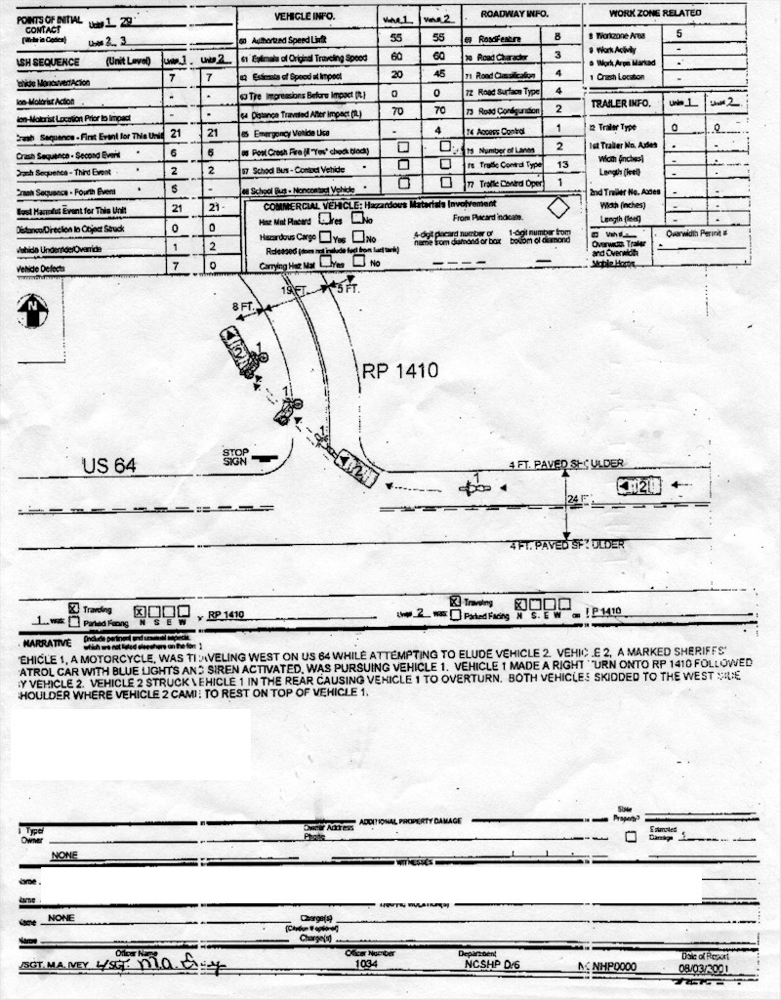 POINTS OF INITIAL CONTACT (Write in Codes) Unit# 1 29
Unit# 2 3
ASH SEQUENCE (Unit Level) Unit# 1 Unit# 2
Vehicle Maneuver/Action 7 7
Non-Motorist Action - -
Non-Motorist Location Prior to Impact - -
Crash Sequence - First Event for This Unit 21 21
Crash Sequence - Second Event 6 6
Crash Sequence - Third Event 2 2
Crash Sequence - Fourth Event 5 -
Most Harmful Event for This Unit 21 21
Distance/Direction to Object Struck 0 0
Vehicle Underride/Override 1 2
Vehicle Defects 7 0
VEHICLE INFO. Veh# 1 Veh# 2
60 Authorized Speed Limit 55 55
61 Estimate of Original Traveling Speed 60 60
62 Estimate of Speed at Impact 20 45
63 Tire Impressions Before Impact (ft.) 0 0
64 Distance Traveled After Impact (ft.) 70 70
65 Emergency Vehicle Use - 4
66 Post Crash Fire (if "Yes" check block)
67 School Bus - Contact Vehicle
68 School Bus - Noncontact Vehicle
COMMERCIAL VEHICLE: Hazardous Materials Involvement
Haz Mat Placard Yes No From Placard indicate.
Hazardous Cargo Yes No 4-digit placard number or name from diamond or box 1-digit number from bottom of diamond
Released (does not include fuel from fuel tank)
Carrying Haz Mat Yes No
ROADWAY INFO.
69 Road Feature 8
70 Road Character 3
71 Road Classification 4
72 Road Surface Type 4
73 Road Configuration 2
74 Access Control 1
75 Number of Lanes 2
76 Traffic Control Type 13
77 Traffic Control Oper 1
WORK ZONE RELATED
8 Workzone Area 5
9 Work Activity -
0 Work Area Marked -
1 Crash Location -
TRAILER INFO. Unit# 1 Unit# 2
2 Trailer Type 0 0
1st Trailer No. Axles -
Width (inches) -
Length (feet) -
2nd Trailer No. Axles -
Width (inches) -
Length (feet) -
83 Veh # Overwidth Trailer and Overwidth Mobile Home Overwidth Permit #
N
8 FT. 19 FT. 5 FT.
2 1
RP 1410
1
1
STOP SIGN
US 64
2
1
2
4 FT. PAVED SHOULDER
24 F
4 FT. PAVED SHOULDER
1 was: X Traveling Parked Facing X N S E W RP 1410
Unit# 2 was: X Traveling Parked Facing X N S E W on RP 1410
NARRATIVE (Include pertinent and unusual aspects which are not listed elsewhere on the form)
EHICLE 1, A MOTORCYCLE, WAS TRAVELING WEST ON US 64 WHILE ATTEMPTING TO ELUDE VEHICLE 2. VEHICLE 2, A MARKED SHERIFFS'
ATROL CAR WITH BLUE LIGHTS AND SIREN ACTIVATED, WAS PURSUING VEHICLE 1. VEHICLE 1 MADE A RIGHT TURN ONTO RP 1410 FOLLOWED
Y VEHICLE 2. VEHICLE 2 STRUCK VEHICLE 1 IN THE REAR CAUSING VEHICLE 1 TO OVERTURN. BOTH VEHICLES SKIDDED TO THE WEST SIDE
SHOULDER WHERE VEHICLE 2 CAME TO REST ON TOP OF VEHICLE 1.
ADDITIONAL PROPERTY DAMAGE
Type/ Owner NONE Owner Address Phone State Property? Estimated Damage $
WITNESSES
Name
Name
TRAFFIC VIOLATION(S)
Name NONE Charge(s)
(Citation # optional)
Name Charge(s)
Officer Name Officer Number Department Date of Report
/SGT. M.A. IVEY L/SGT. M.A. Ivey 1034 NCSHP D/6 NCNHP0000 08/03/2001